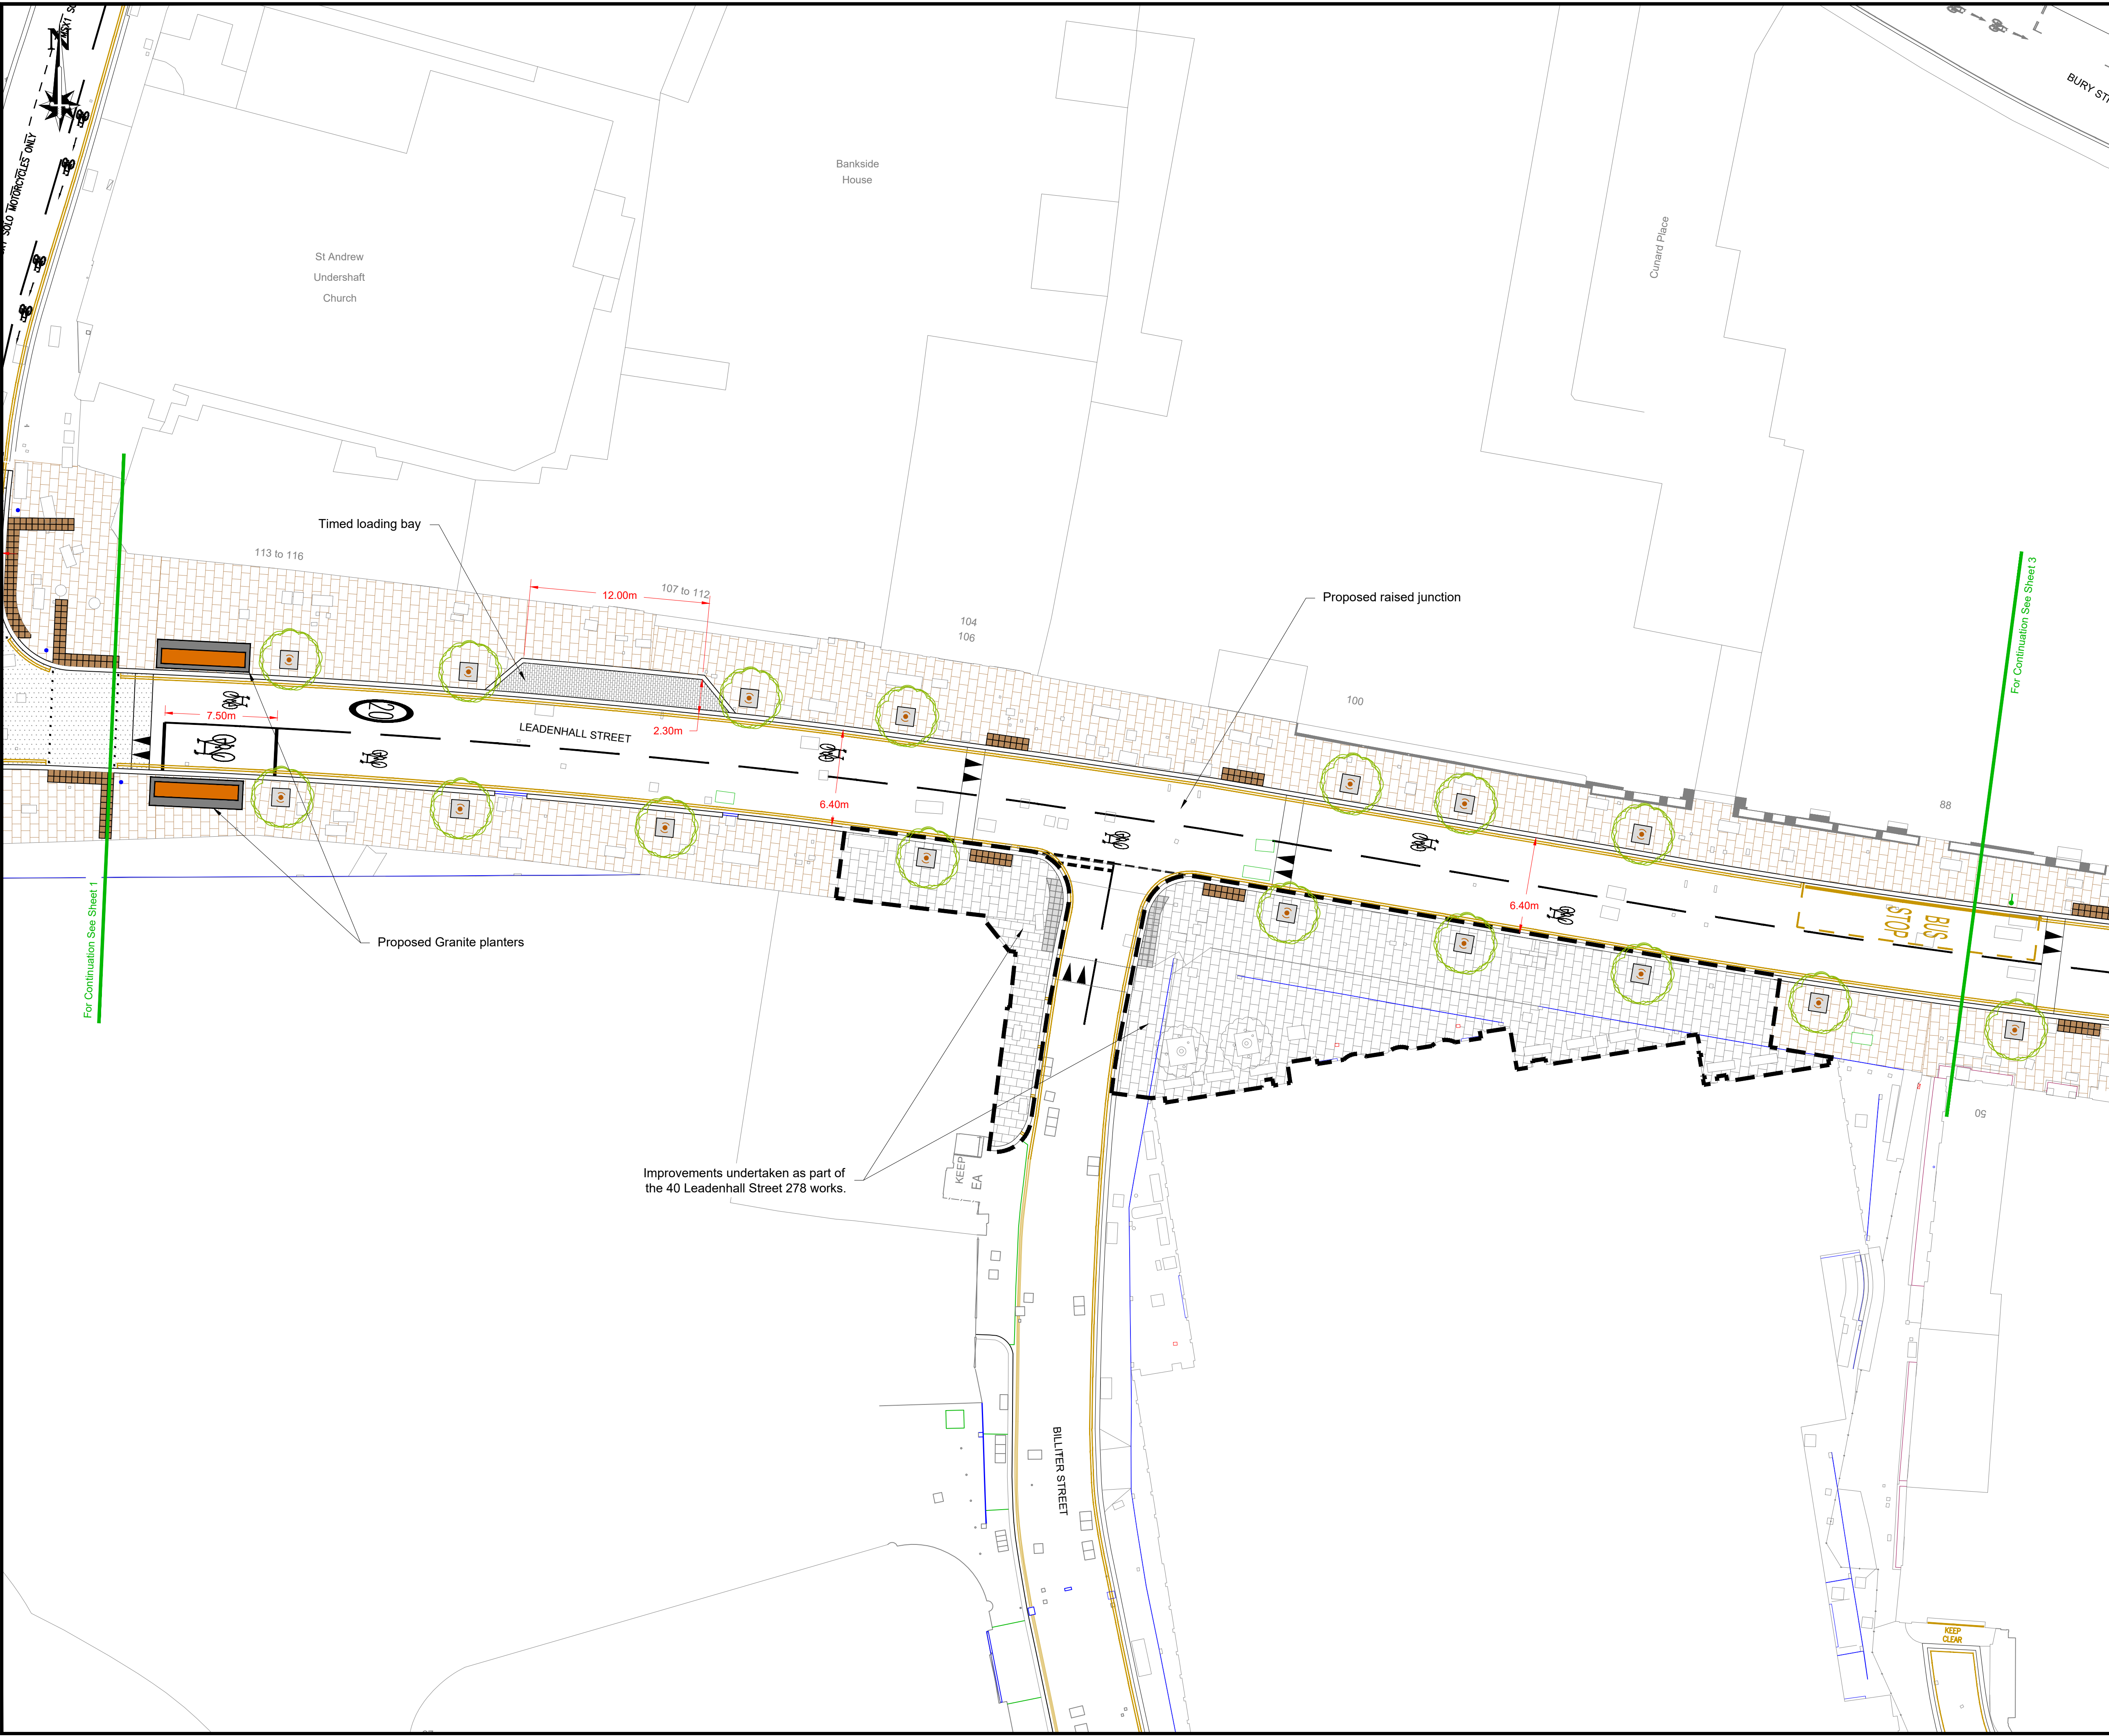 N
SOLO MOTORCYCLES ONLY
BURY
St Andrew
Undershaft
Church
Bankside
House
Cunard Place
Timed loading bay
113 to 116
12.00m
107 to 112
104
106
Proposed raised junction
For Continuation See Sheet 3
100
88
7.50m
20
LEADENHALL STREET
2.30m
6.40m
6.40m
BUS
STOP
For Continuation See Sheet 1
Proposed Granite planters
50
Improvements undertaken as part of
the 40 Leadenhall Street 278 works.
KEEP
BILLITER STREET
KEEP
CLEAR